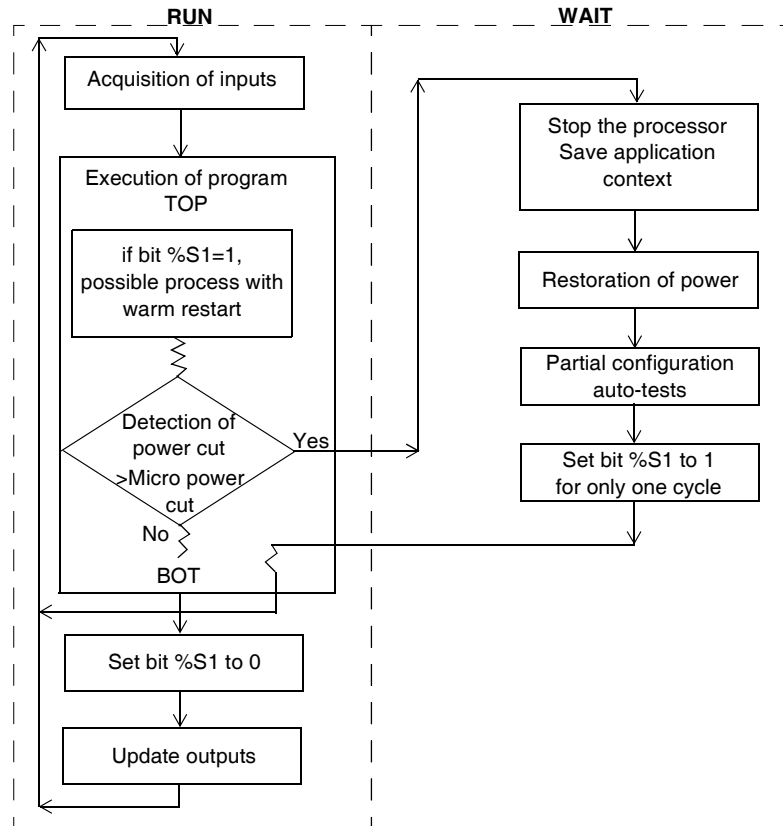 RUN
WAIT
Acquisition of inputs
Execution of program
TOP
if bit %S1=1,
possible process with
warm restart
Detection of
power cut
>Micro power
cut
Yes
No
BOT
Set bit %S1 to 0
Update outputs
Stop the processor
Save application
context
Restoration of power
Partial configuration
auto-tests
Set bit %S1 to 1
for only one cycle